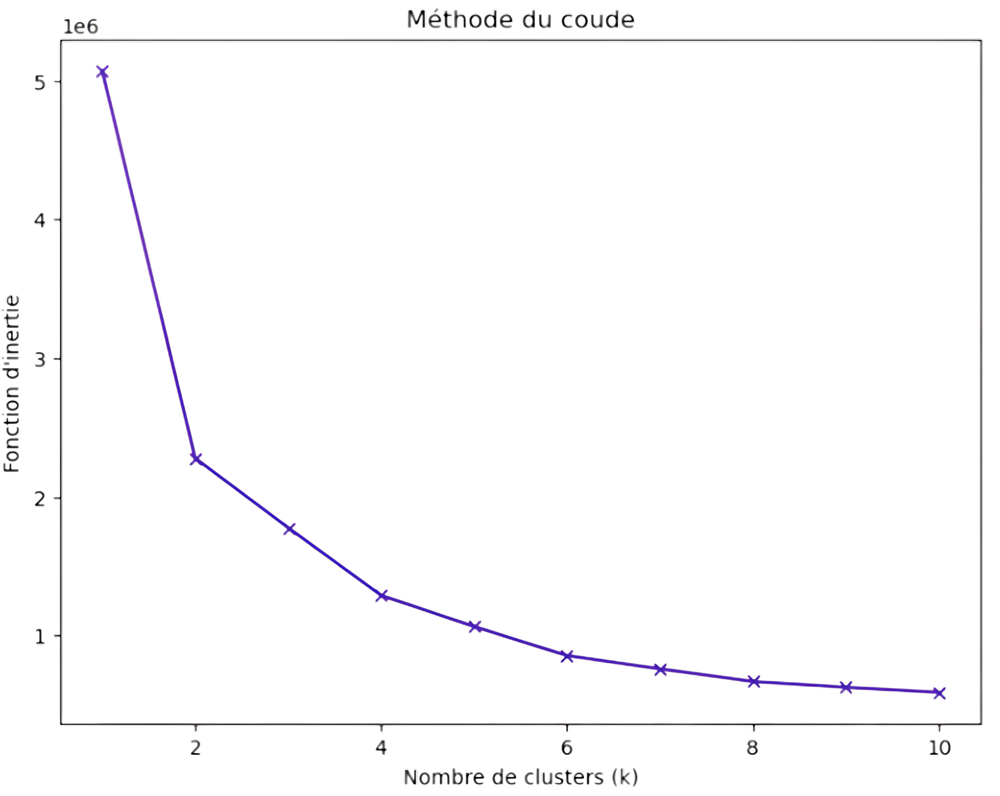 Méthode du coude
1e6
5
4
3
2
1
Fonction d'inertie
2 4 6 8 10
Nombre de clusters (k)